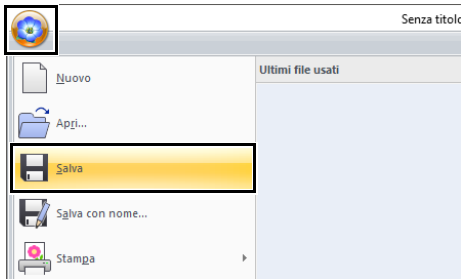 Senza titolo
Ultimi file usati
Nuovo
Apri...
Salva
Salva con nome...
Stampa